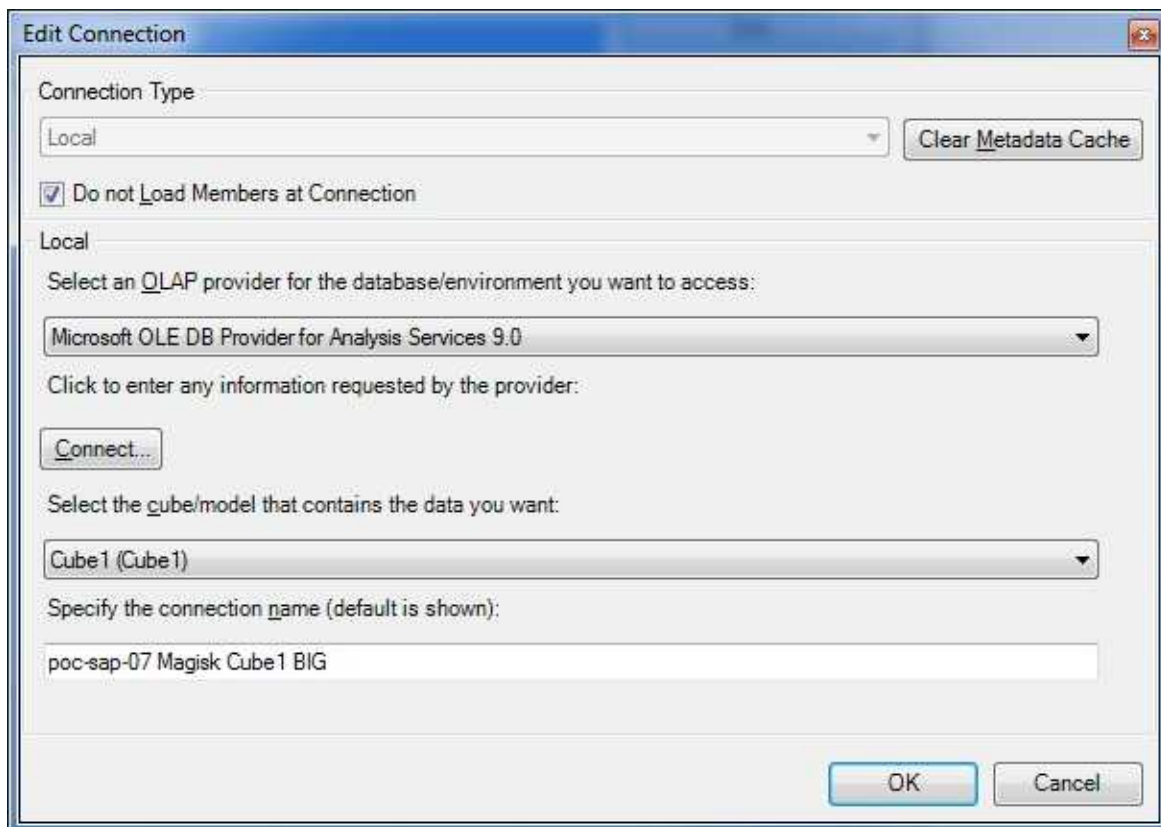 Edit Connection
Connection Type
Local
Clear Metadata Cache
Do not Load Members at Connection
Local
Select an OLAP provider for the database/environment you want to access:
Microsoft OLE DB Provider for Analysis Services 9.0
Click to enter any information requested by the provider:
Connect...
Select the cube/model that contains the data you want:
Cube1 (Cube1)
Specify the connection name (default is shown):
poc-sap-07 Magisk Cube1 BIG
OK
Cancel